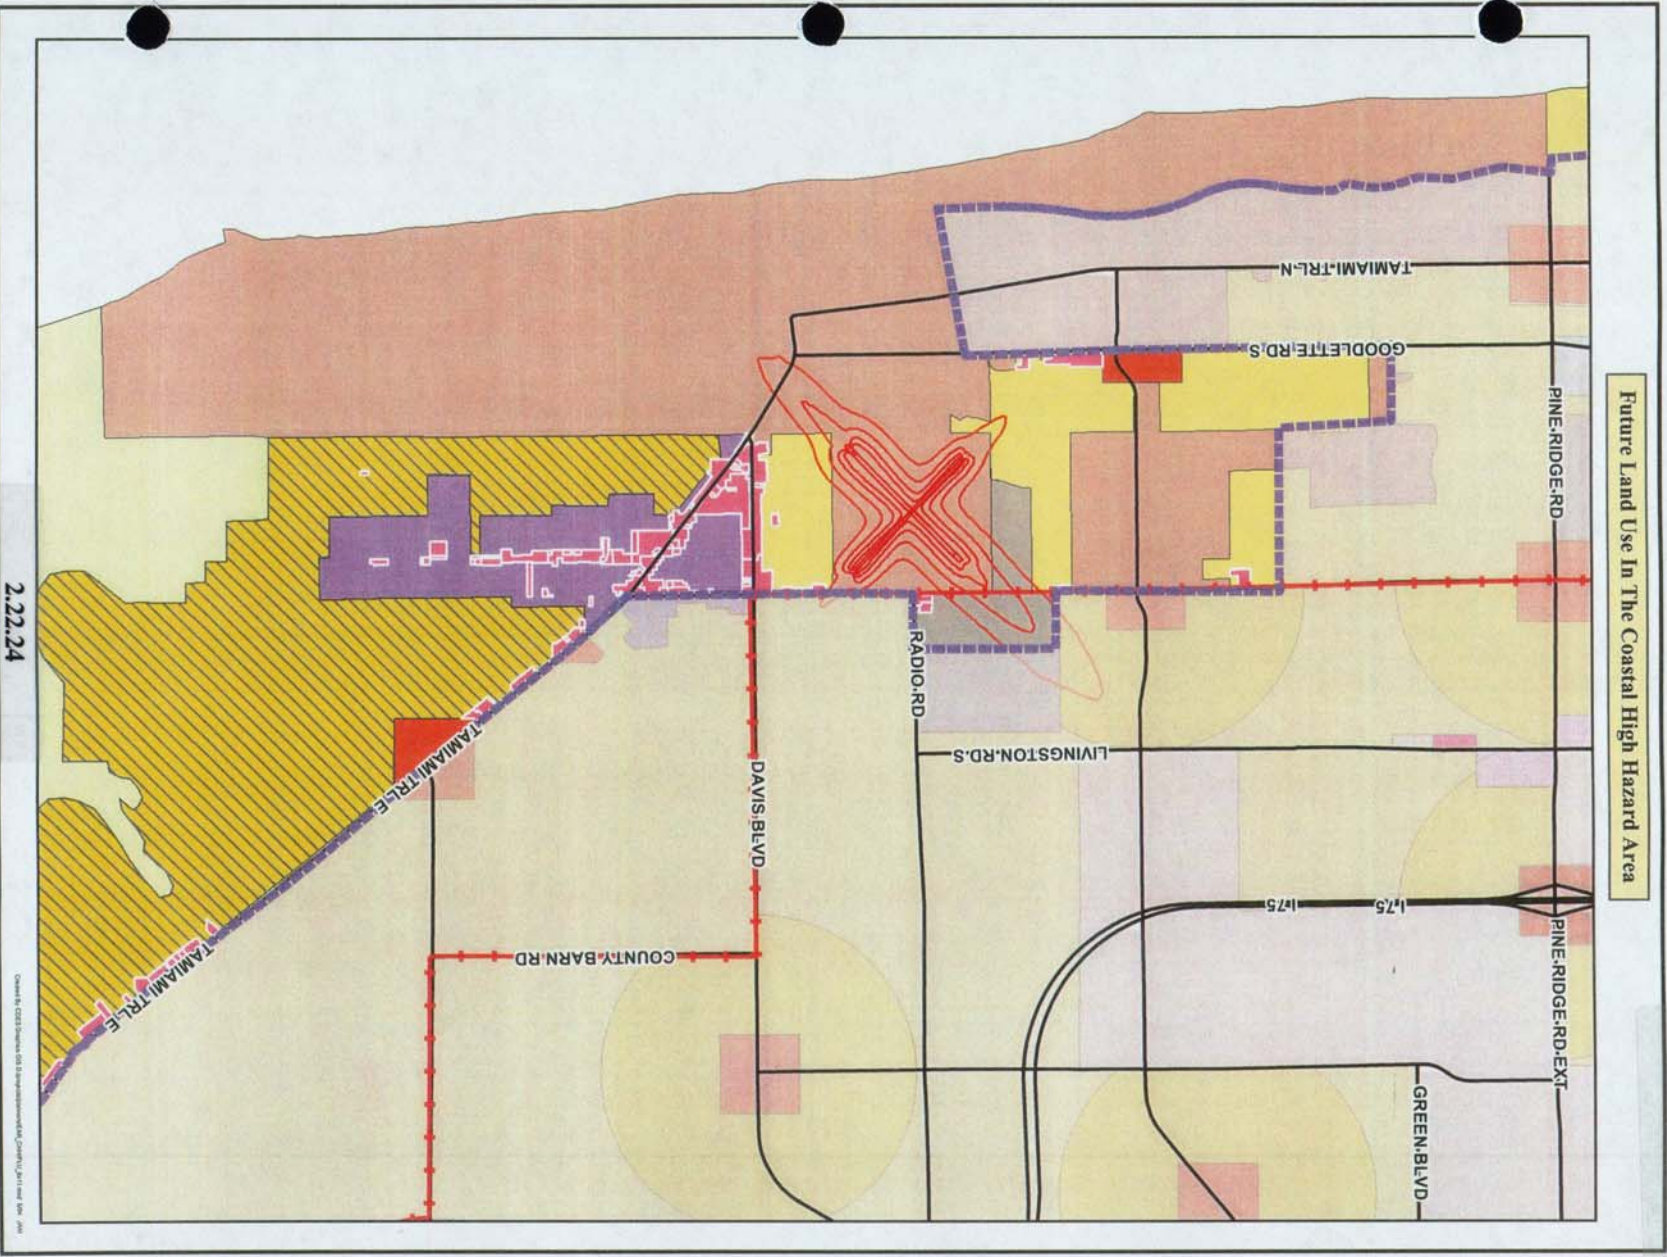 Future Land Use In The Coastal High Hazard Area
PINE RIDGE RD
PINE RIDGE RD EXT
TAMIAMI TRL N
GOODLETTE RD S
LIVINGSTON RD S
I 75
I 75
GREEN BLVD
RADIO RD
DAVIS BLVD
COUNTY BARN RD
TAMIAMI TRL E
TAMIAMI TRL E
2.22.24